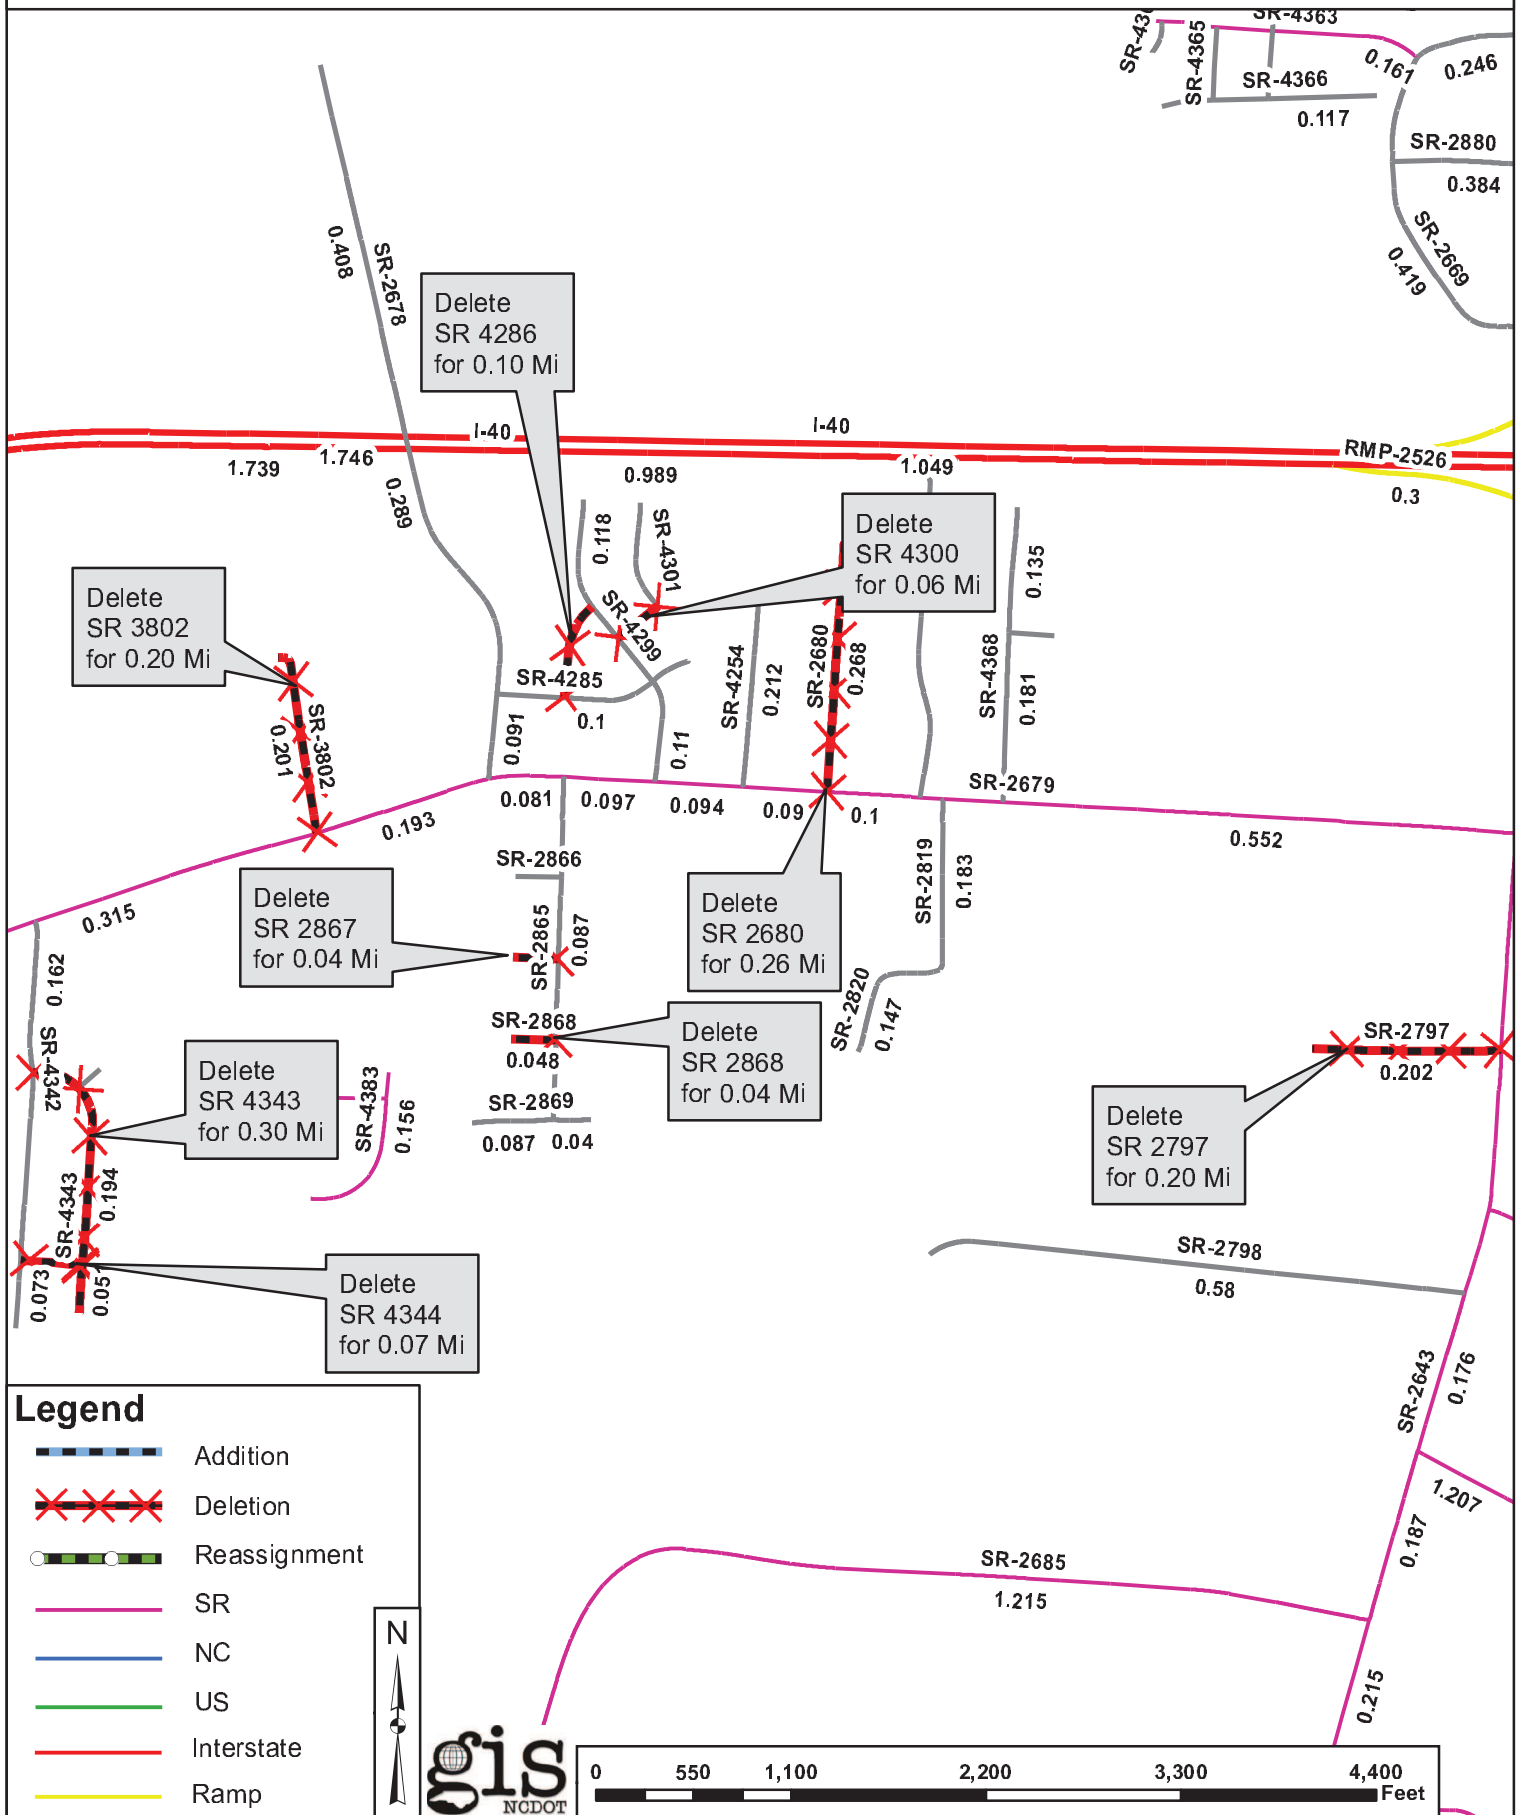 SR-4363
SR-4365
SR-4366
0.117
0.161
0.246
SR-2880
0.384
SR-2669
0.419
0.408
SR-2678
Delete
SR 4286
for 0.10 Mi
I-40
I-40
1.739
1.746
0.989
1.049
RMP-2526
0.3
0.289
0.118
SR-4301
Delete
SR 4300
for 0.06 Mi
0.135
Delete
SR 3802
for 0.20 Mi
SR-4299
SR-4285
0.1
0.091
0.11
SR-4254
0.212
SR-2680
0.268
SR-4368
0.181
SR-3802
0.201
SR-2679
0.081
0.097
0.094
0.09
0.1
0.193
0.552
0.315
SR-2866
Delete
SR 2867
for 0.04 Mi
SR-2865
0.087
Delete
SR 2680
for 0.26 Mi
SR-2819
0.183
0.192
SR-2820
0.147
SR-2868
0.048
Delete
SR 2868
for 0.04 Mi
SR-2797
0.202
SR-4342
Delete
SR 4343
for 0.30 Mi
SR-4383
0.156
SR-2869
0.087
0.04
Delete
SR 2797
for 0.20 Mi
SR-4343
0.194
0.073
0.051
Delete
SR 4344
for 0.07 Mi
SR-2798
0.58
SR-2643
0.176
1.207
0.187
SR-2685
1.215
0.215
Legend
Addition
Deletion
Reassignment
SR
NC
US
Interstate
Ramp
N
gis
NCDOT
0 550 1,100 2,200 3,300 4,400
Feet